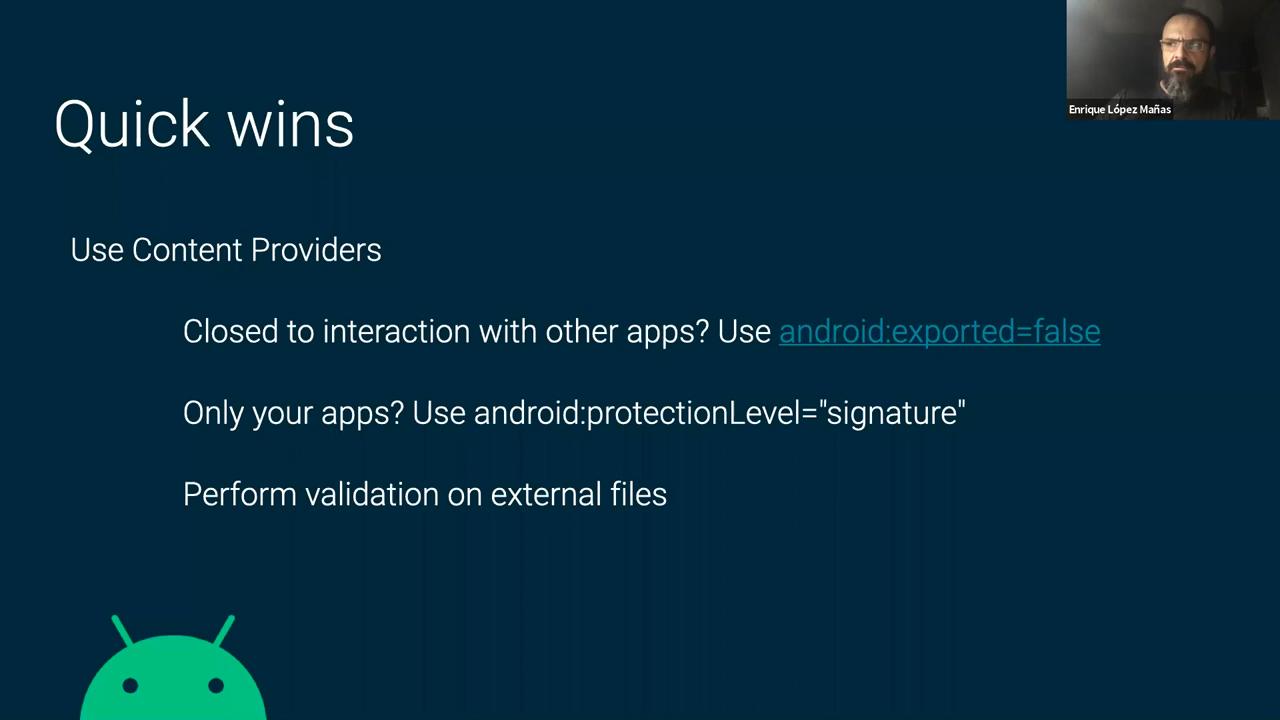 Enrique López Mañas
Quick wins
Use Content Providers
Closed to interaction with other apps? Use android:exported=false
Only your apps? Use android:protectionLevel="signature"
Perform validation on external files